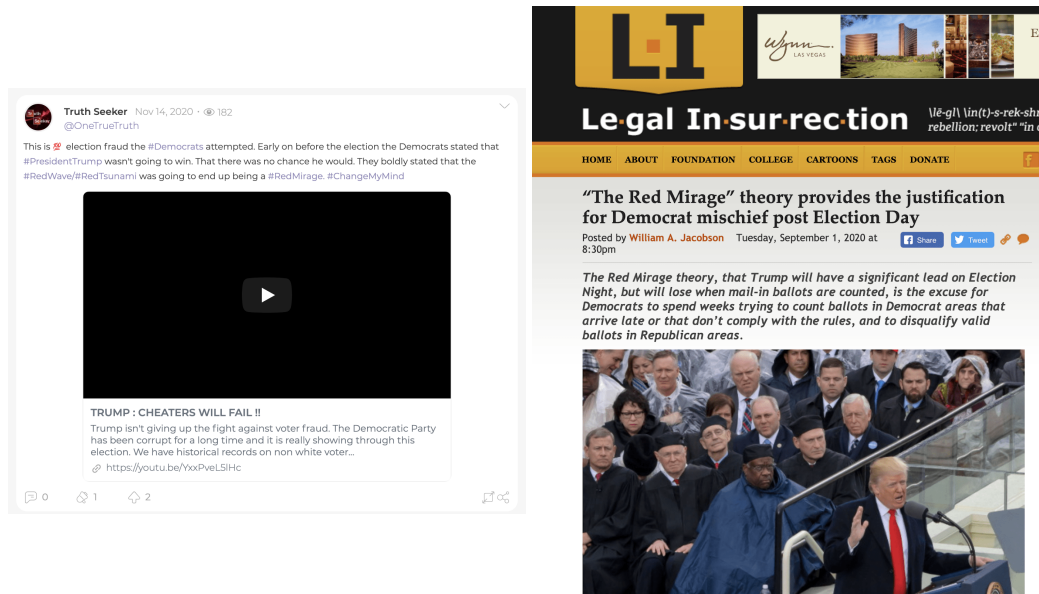 Truth Seeker Nov 14, 2020 · 182
@OneTrueTruth
This is 💯 election fraud the #Democrats attempted. Early on before the election the Democrats stated that
#PresidentTrump wasn't going to win. That there was no chance he would. They boldly stated that the
#RedWave/#RedTsunami was going to end up being a #RedMirage. #ChangeMyMind
TRUMP : CHEATERS WILL FAIL !!
Trump isn't giving up the fight against voter fraud. The Democratic Party
has been corrupt for a long time and it is really showing through this
election. We have historical records on non white voter...
https://youtu.be/YxxPveL5lHc
0 1 2
LI
Wynn
LAS VEGAS
E
Le·gal In·sur·rec·tion
\lē-gl\ \in(t)-s-rek-sh
rebellion; revolt" "in
HOME ABOUT FOUNDATION COLLEGE CARTOONS TAGS DONATE
f
“The Red Mirage” theory provides the justification
for Democrat mischief post Election Day
Posted by William A. Jacobson Tuesday, September 1, 2020 at
8:30pm
Share Tweet
The Red Mirage theory, that Trump will have a significant lead on Election
Night, but will lose when mail-in ballots are counted, is the excuse for
Democrats to spend weeks trying to count ballots in Democrat areas that
arrive late or that don’t comply with the rules, and to disqualify valid
ballots in Republican areas.